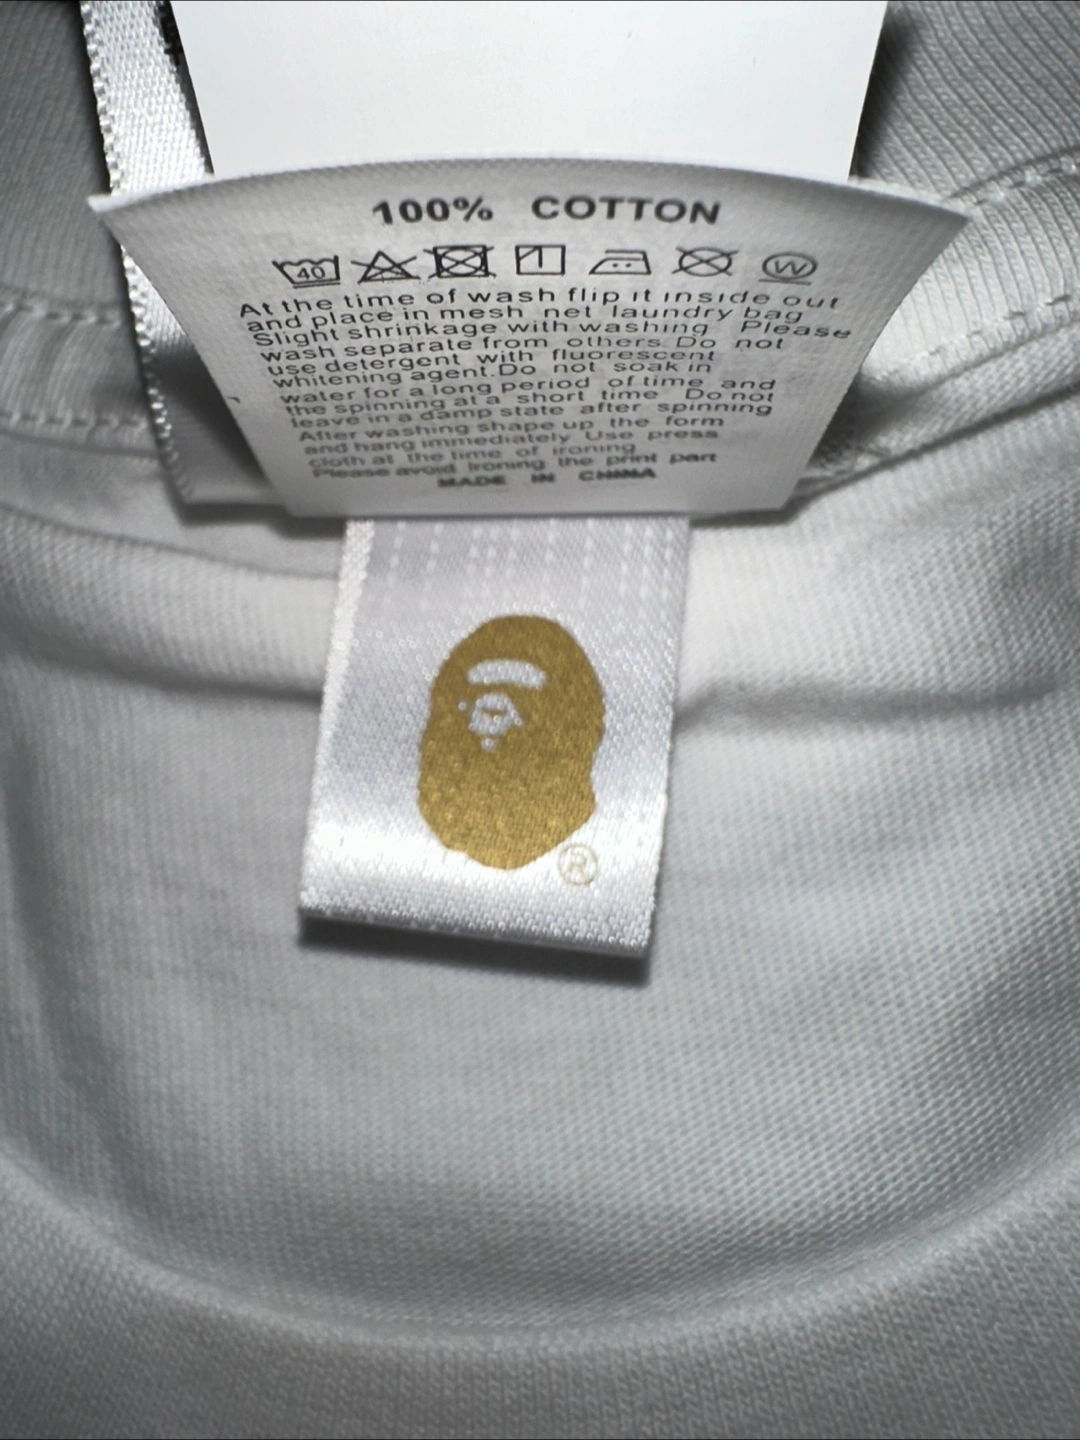 100% COTTON
40
W
At the time of wash flip it inside out
and place in mesh net laundry bag
Slight shrinkage with washing Please
wash separate from others Do not
use detergent with fluorescent
whitening agent.Do not soak in
water for a long period of time and
the spinning at a short time Do not
leave in a damp state after spinning
After washing shape up the form
and hang immediately Use press
cloth at the time of ironing
Please avoid Ironing the print part
MADE IN CHINA
®